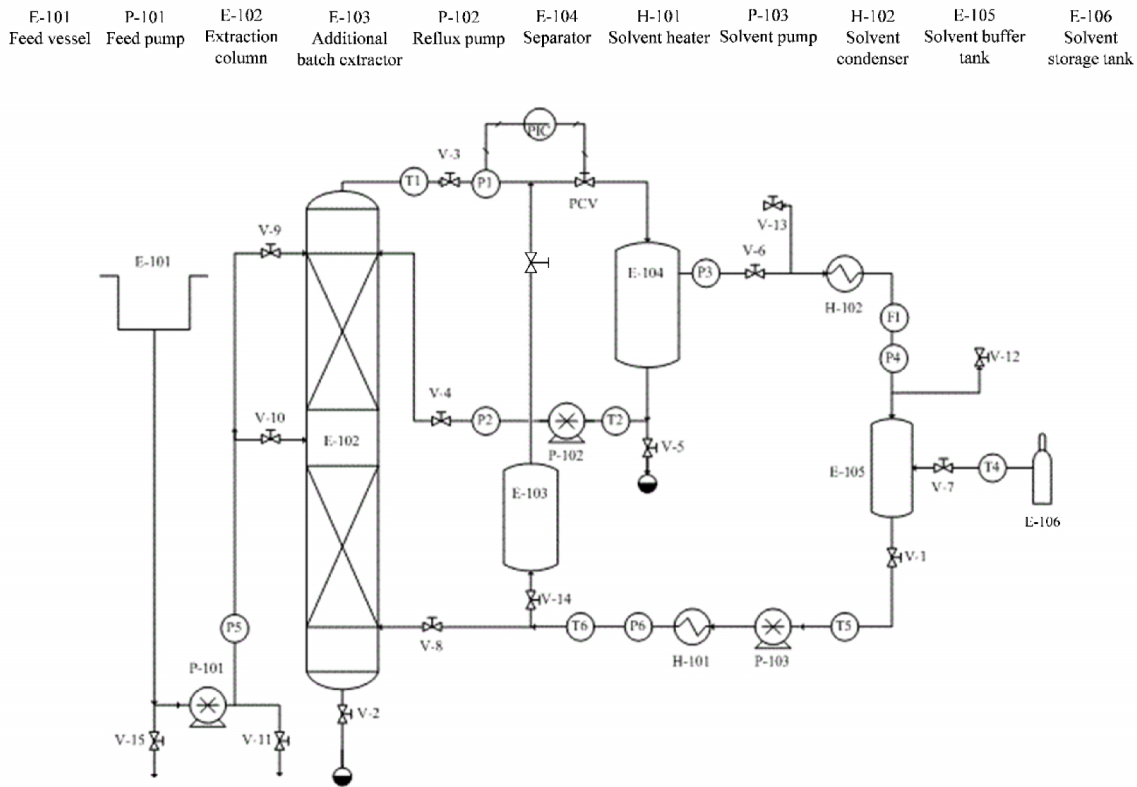 E-101 P-101 E-102 E-103 P-102 E-104 H-101 P-103 H-102 E-105 E-106
Feed vessel Feed pump Extraction Additional Reflux pump Separator Solvent heater Solvent pump Solvent Solvent buffer Solvent
column batch extractor condenser tank storage tank
PIC
V-3
T1
P1
PCV
V-13
V-9
V-6
E-101
E-104
P3
H-102
F1
P4
V-12
V-4
V-10
P2
T2
E-102
P-102
V-5
E-103
E-105
T4
V-7
E-106
V-1
V-14
P5
T6
P6
T5
V-8
H-101
P-103
P-101
V-2
V-15
V-11